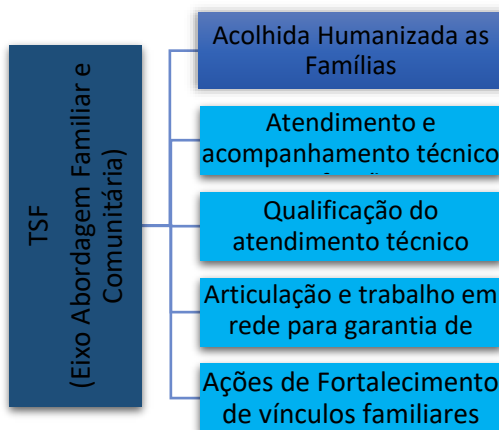 TSF
(Eixo Abordagem Familiar e
Comunitária)
Acolhida Humanizada as
Famílias
Atendimento e
acompanhamento técnico
Qualificação do
atendimento técnico
Articulação e trabalho em
rede para garantia de
Ações de Fortalecimento
de vínculos familiares